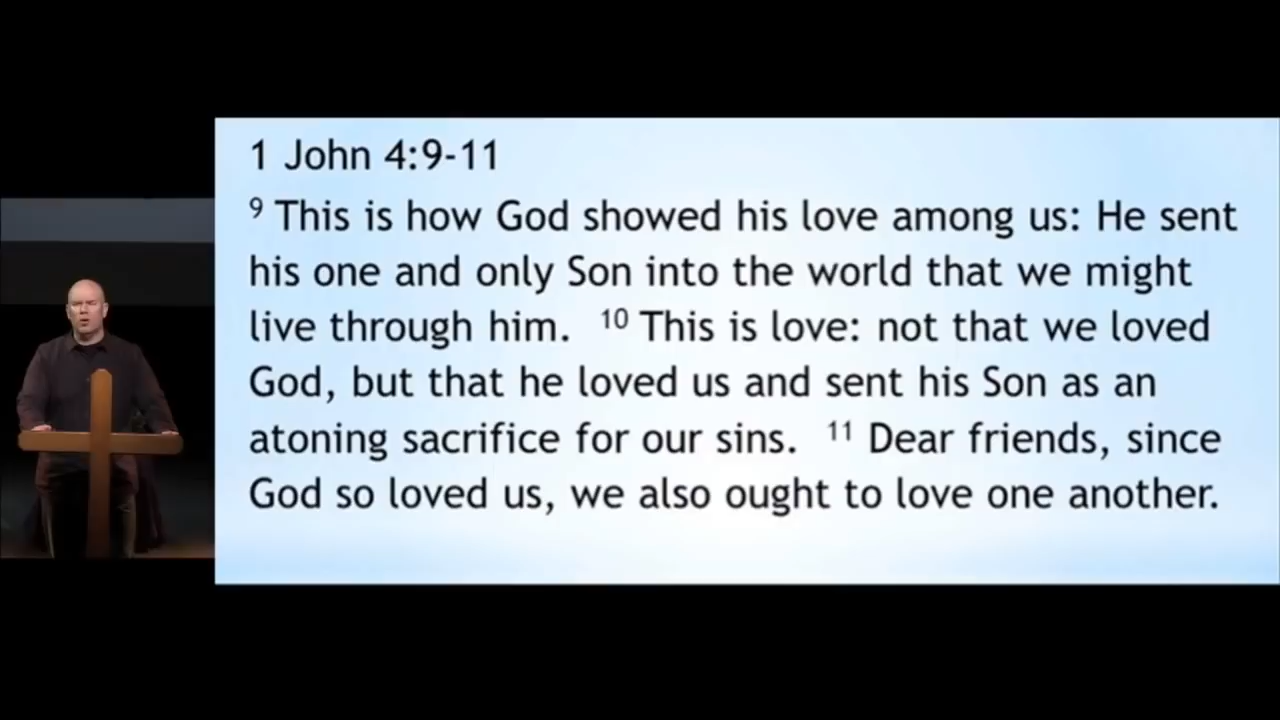 1 John 4:9-11
⁹ This is how God showed his love among us: He sent
his one and only Son into the world that we might
live through him. ¹⁰ This is love: not that we loved
God, but that he loved us and sent his Son as an
atoning sacrifice for our sins. ¹¹ Dear friends, since
God so loved us, we also ought to love one another.